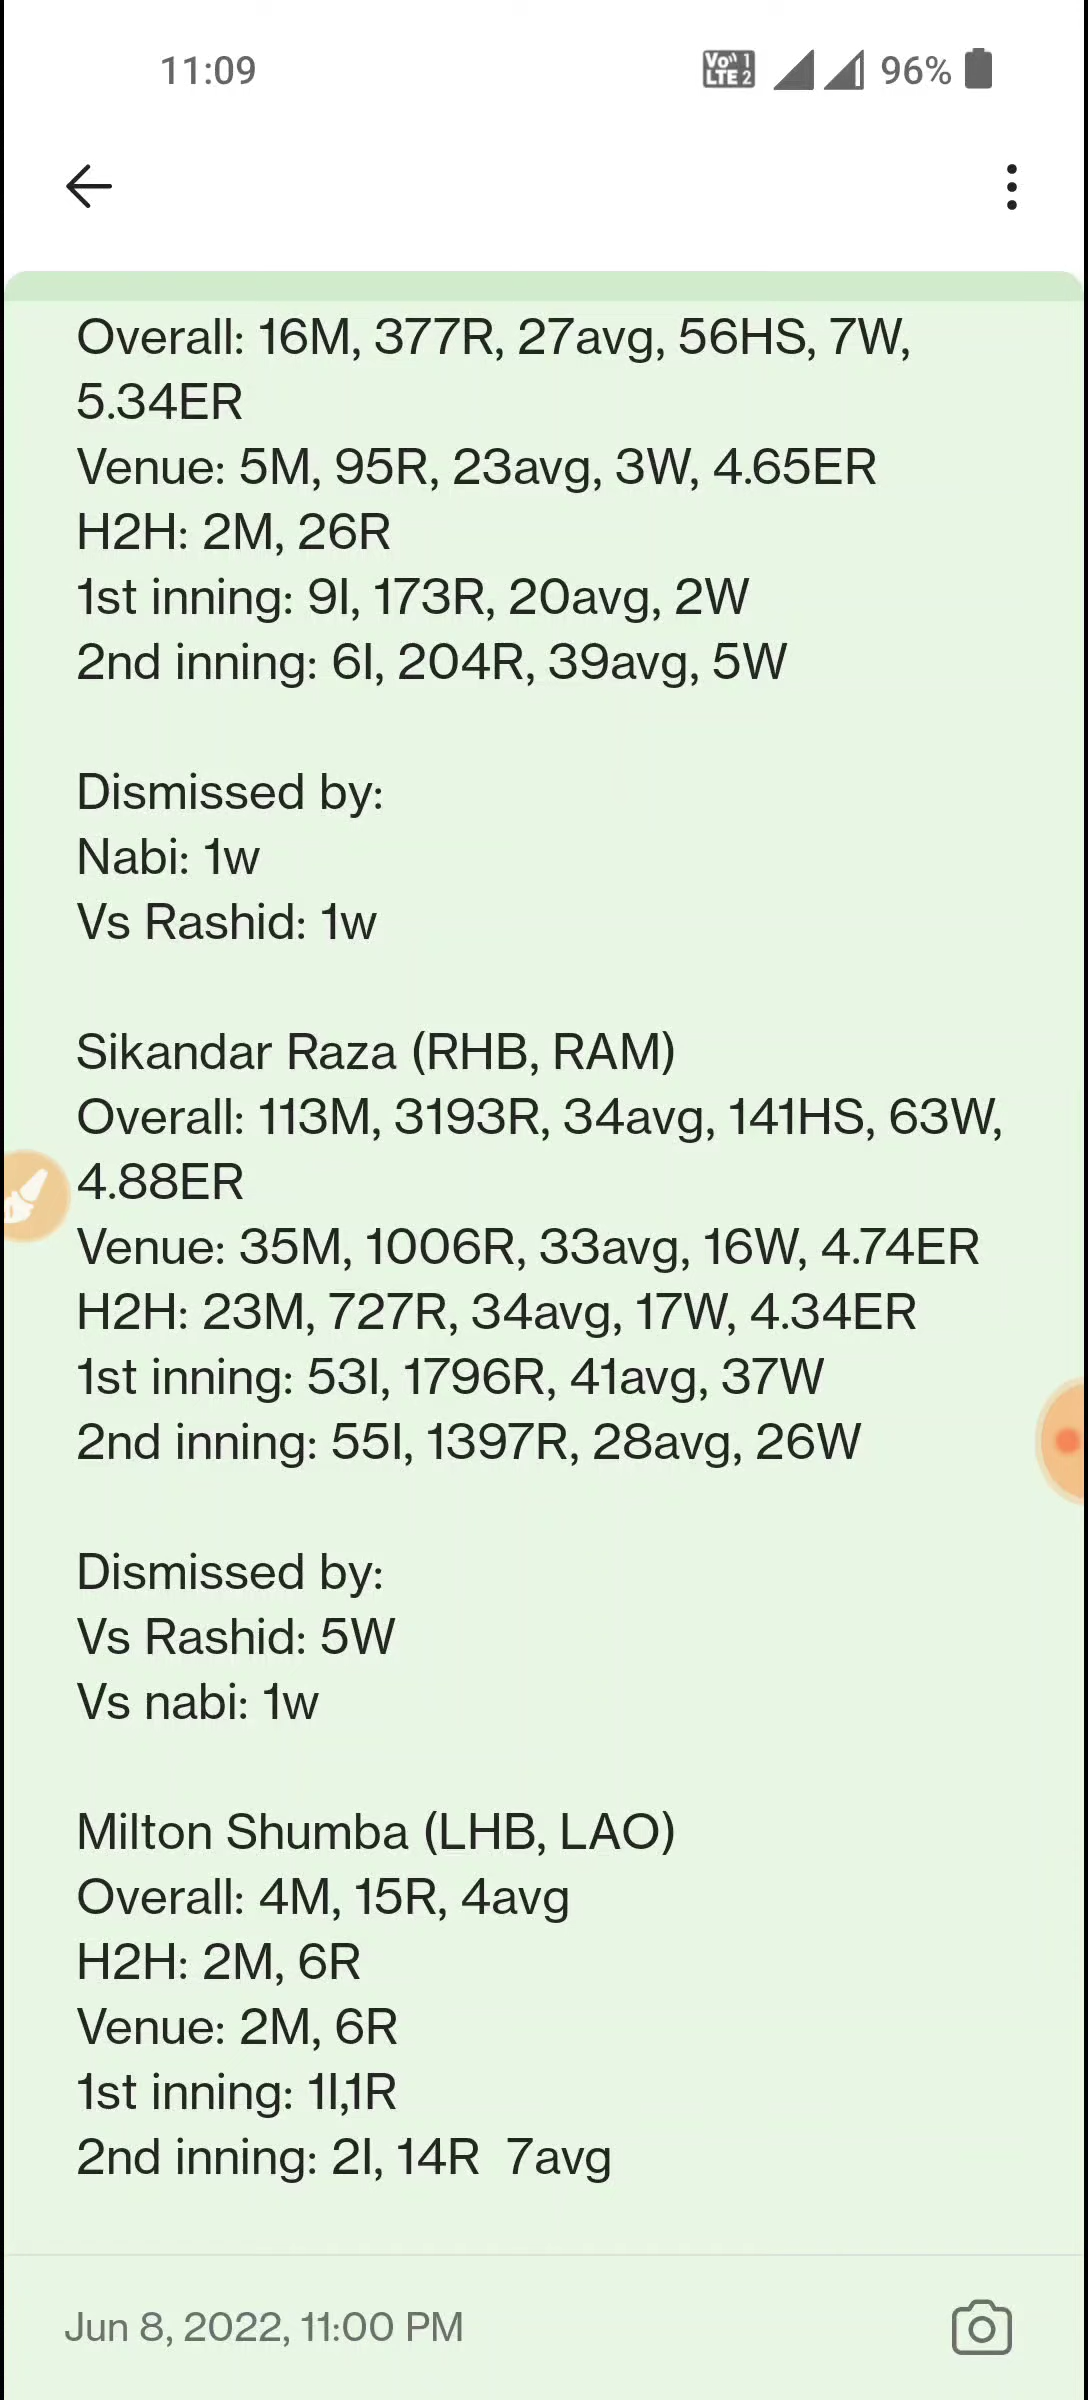 11:09
Vo)) 1
LTE 2
96%
Overall: 16M, 377R, 27avg, 56HS, 7W,
5.34ER
Venue: 5M, 95R, 23avg, 3W, 4.65ER
H2H: 2M, 26R
1st inning: 9I, 173R, 20avg, 2W
2nd inning: 6I, 204R, 39avg, 5W
Dismissed by:
Nabi: 1w
Vs Rashid: 1w
Sikandar Raza (RHB, RAM)
Overall: 113M, 3193R, 34avg, 141HS, 63W,
4.88ER
Venue: 35M, 1006R, 33avg, 16W, 4.74ER
H2H: 23M, 727R, 34avg, 17W, 4.34ER
1st inning: 53I, 1796R, 41avg, 37W
2nd inning: 55I, 1397R, 28avg, 26W
Dismissed by:
Vs Rashid: 5W
Vs nabi: 1w
Milton Shumba (LHB, LAO)
Overall: 4M, 15R, 4avg
H2H: 2M, 6R
Venue: 2M, 6R
1st inning: 1I,1R
2nd inning: 2I, 14R  7avg
Jun 8, 2022, 11:00 PM